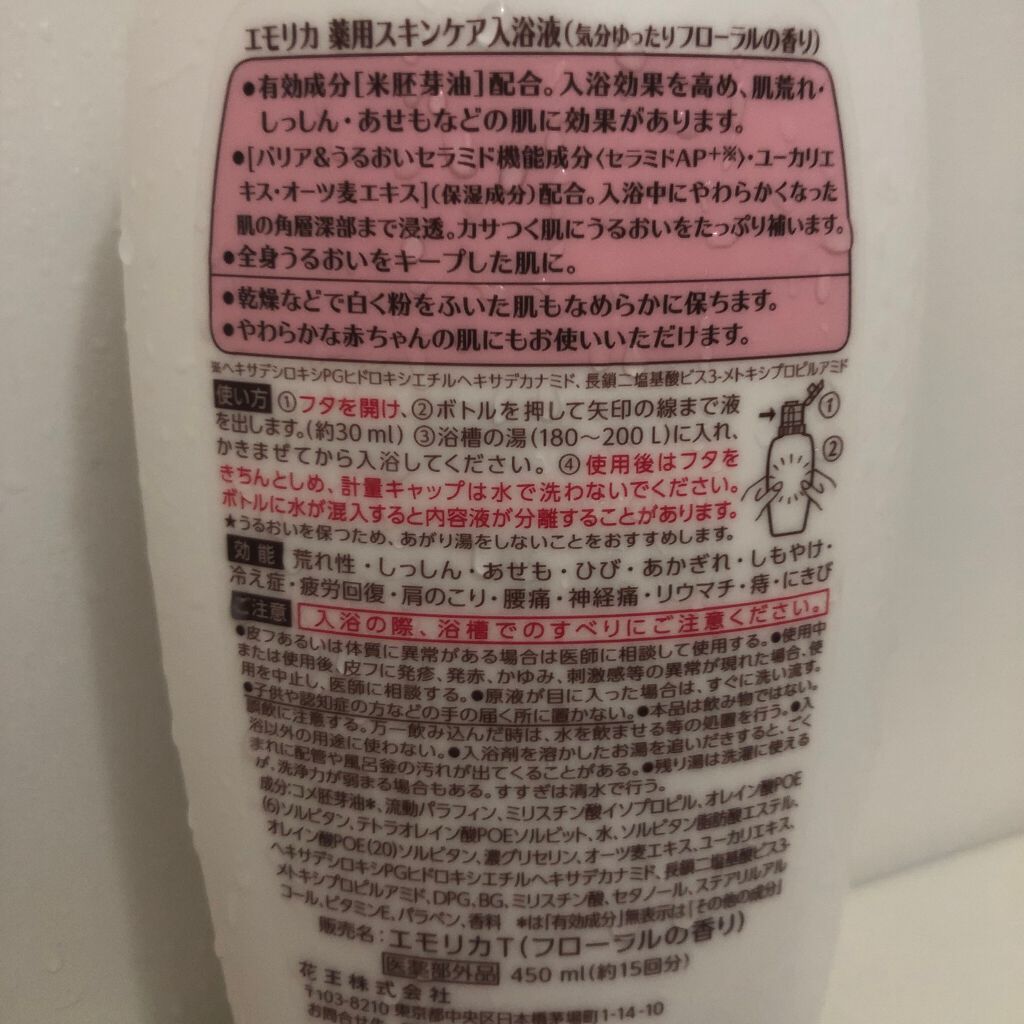 エモリカ 薬用スキンケア入浴液(気分ゆったりフローラルの香り)
●有効成分[米胚芽油]配合。入浴効果を高め、肌荒れ・
しっしん・あせもなどの肌に効果があります。
●[バリア&うるおいセラミド機能成分〈セラミドAP+※〉・ユーカリエ
キス・オーツ麦エキス](保湿成分)配合。入浴中にやわらかくなった
肌の角層深部まで浸透。カサつく肌にうるおいをたっぷり補います。
●全身うるおいをキープした肌に。
●乾燥などで白く粉をふいた肌もなめらかに保ちます。
●やわらかな赤ちゃんの肌にもお使いいただけます。
※ヘキサデシロキシPGヒドロキシエチルヘキサデカナミド、長鎖二塩基酸ビス3-メトキシプロピルアミド
使い方 ①フタを開け、②ボトルを押して矢印の線まで液
を出します。(約30 ml) ③浴槽の湯(180〜200 L)に入れ、
かきまぜてから入浴してください。 ④使用後はフタを
きちんとしめ、計量キャップは水で洗わないでください。
ボトルに水が混入すると内容液が分離することがあります。
★うるおいを保つため、あがり湯をしないことをおすすめします。
①
②
効能 荒れ性・しっしん・あせも・ひび・あかぎれ・しもやけ・
冷え症・疲労回復・肩のこり・腰痛・神経痛・リウマチ・痔・にきび
ご注意 入浴の際、浴槽でのすべりにご注意ください。
●皮フあるいは体質に異常がある場合は医師に相談して使用する。●使用中
または使用後、皮フに発疹、発赤、かゆみ、刺激感等の異常が現れた場合、使
用を中止し、医師に相談する。●原液が目に入った場合は、すぐに洗い流す。
●子供や認知症の方などの手の届く所に置かない。●本品は飲み物ではない。
誤飲に注意する。万一飲み込んだ時は、水を飲ませる等の処置を行う。●入
浴以外の用途に使わない。●入浴剤を溶かしたお湯を追いだきすると、ごく
まれに配管や風呂釜の汚れが出てくることがある。●残り湯は洗濯に使える
が、洗浄力が弱まる場合もある。すすぎは清水で行う。
成分:コメ胚芽油*、流動パラフィン、ミリスチン酸イソプロピル、オレイン酸POE
(6)ソルビタン、テトラオレイン酸POEソルビット、水、ソルビタン脂肪酸エステル、
オレイン酸POE(20)ソルビタン、濃グリセリン、オーツ麦エキス、ユーカリエキス、
ヘキサデシロキシPGヒドロキシエチルヘキサデカナミド、長鎖二塩基酸ビス3-
メトキシプロピルアミド、DPG、BG、ミリスチン酸、セタノール、ステアリルアル
コール、ビタミンE、パラベン、香料 *は「有効成分」無表示は「その他の成分」
販売名:エモリカT(フローラルの香り)
医薬部外品 450 ml(約15回分)
花王株式会社
〒103-8210 東京都中央区日本橋茅場町1-14-10
お問合せ先